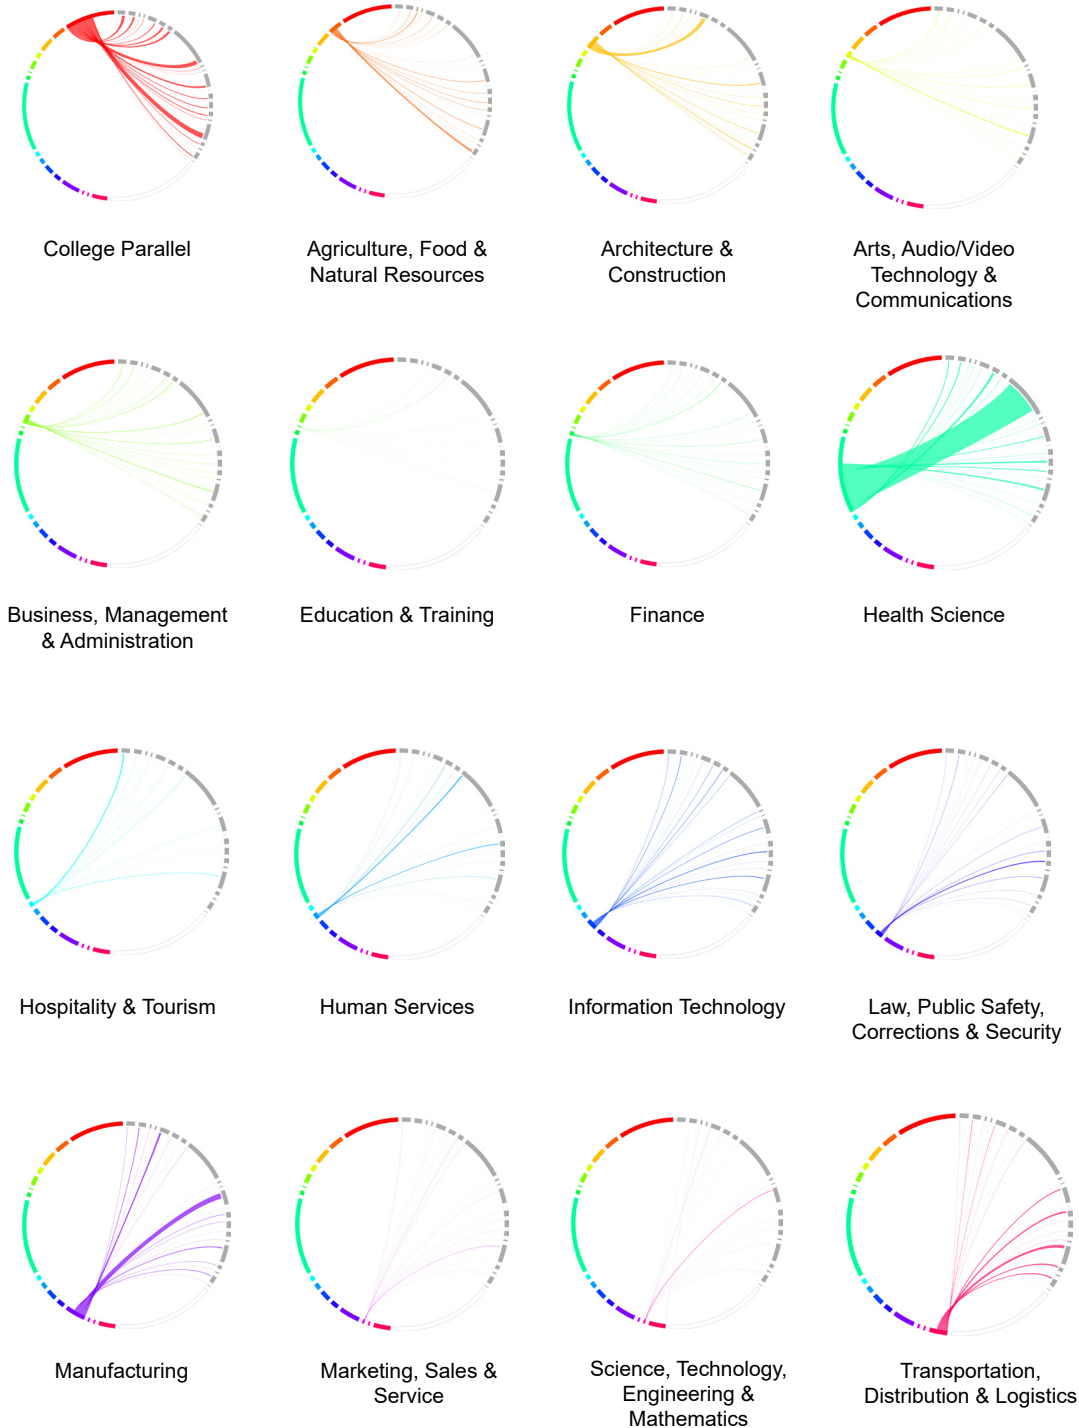 College Parallel
Agriculture, Food &
Natural Resources
Architecture &
Construction
Arts, Audio/Video
Technology &
Communications
Business, Management
& Administration
Education & Training
Finance
Health Science
Hospitality & Tourism
Human Services
Information Technology
Law, Public Safety,
Corrections & Security
Manufacturing
Marketing, Sales &
Service
Science, Technology,
Engineering &
Mathematics
Transportation,
Distribution & Logistics